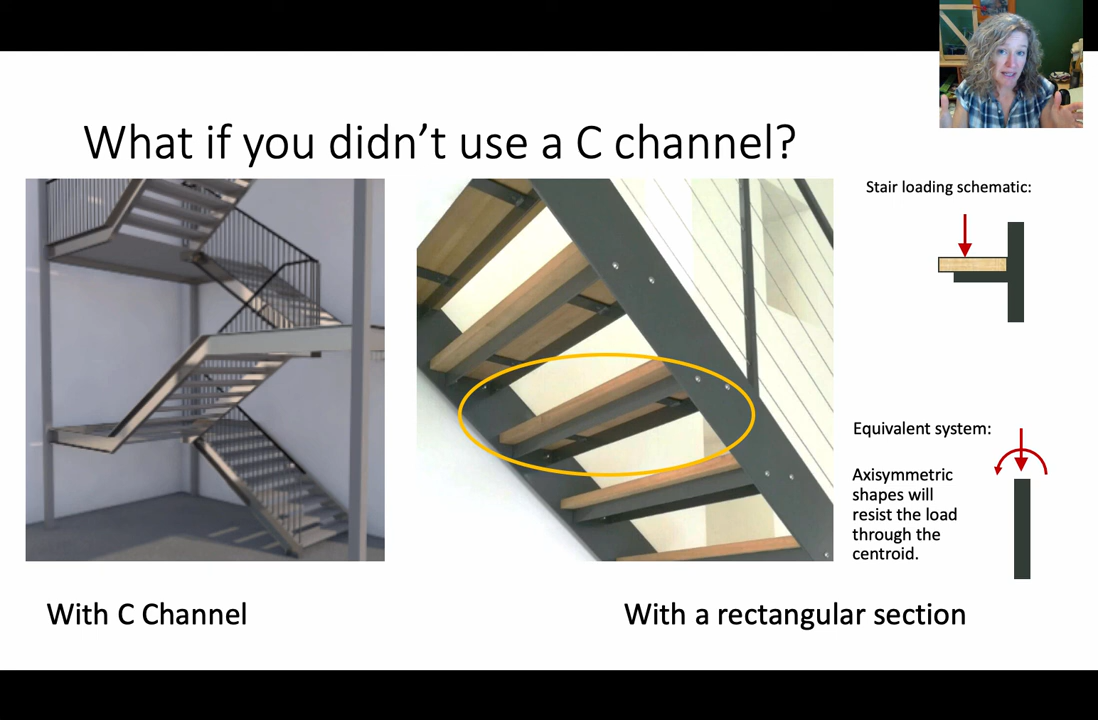 What if you didn’t use a C channel?
Stair loading schematic:
Equivalent system:
Axisymmetric
shapes will
resist the load
through the
centroid.
With C Channel
With a rectangular section